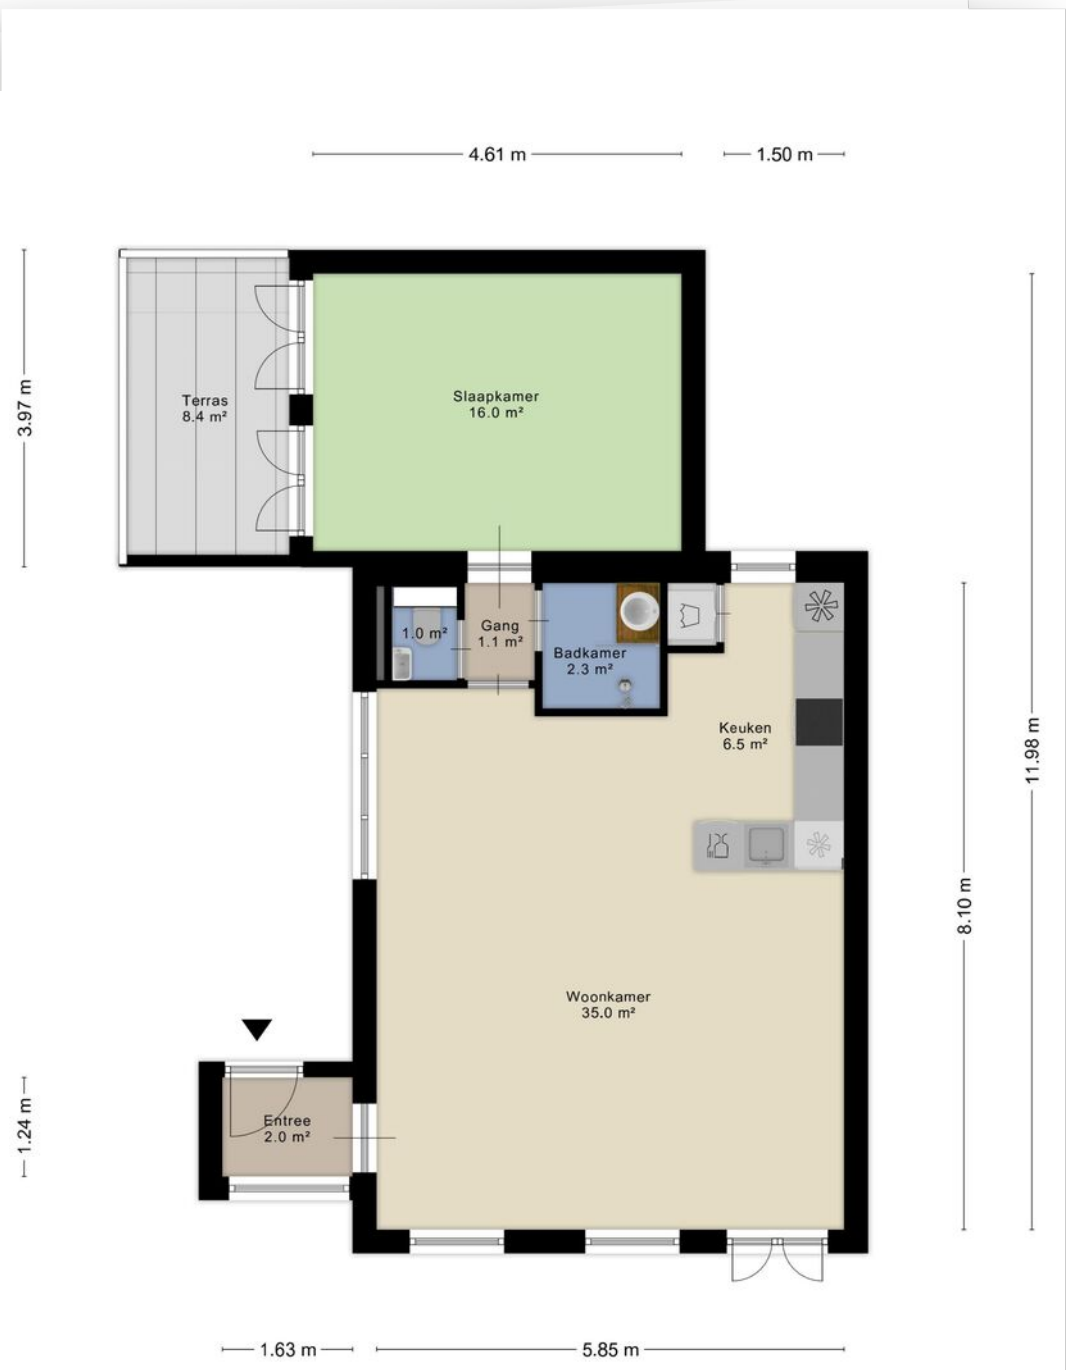 4.61 m
1.50 m
3.97 m
Terras
8.4 m²
Slaapkamer
16.0 m²
1.0 m²
Gang
1.1 m²
Badkamer
2.3 m²
Keuken
6.5 m²
11.98 m
8.10 m
Woonkamer
35.0 m²
1.24 m
Entree
2.0 m²
1.63 m
5.85 m